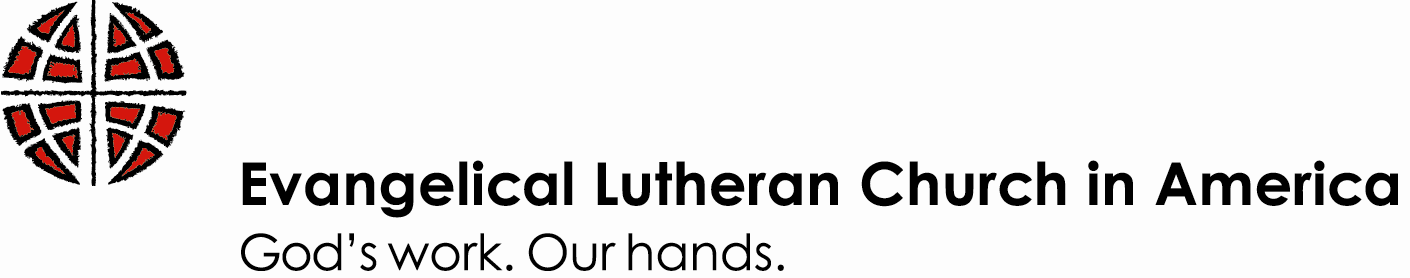 Evangelical Lutheran Church in America
God’s work. Our hands.